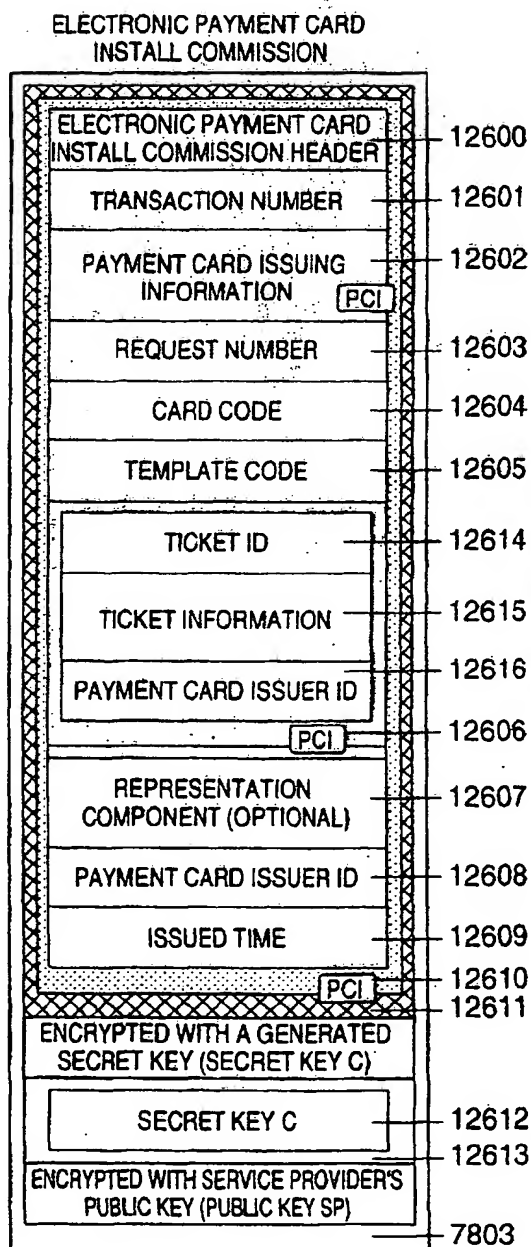 ELECTRONIC PAYMENT CARD
INSTALL COMMISSION
ELECTRONIC PAYMENT CARD
INSTALL COMMISSION HEADER
12600
TRANSACTION NUMBER
12601
PAYMENT CARD ISSUING
INFORMATION
12602
PCI
REQUEST NUMBER
12603
CARD CODE
12604
TEMPLATE CODE
12605
TICKET ID
12614
TICKET INFORMATION
12615
12616
PAYMENT CARD ISSUER ID
PCI
12606
REPRESENTATION
COMPONENT (OPTIONAL)
12607
PAYMENT CARD ISSUER ID
12608
ISSUED TIME
12609
PCI
12610
12611
ENCRYPTED WITH A GENERATED
SECRET KEY (SECRET KEY C)
SECRET KEY C
12612
12613
ENCRYPTED WITH SERVICE PROVIDER'S
PUBLIC KEY (PUBLIC KEY SP)
7803